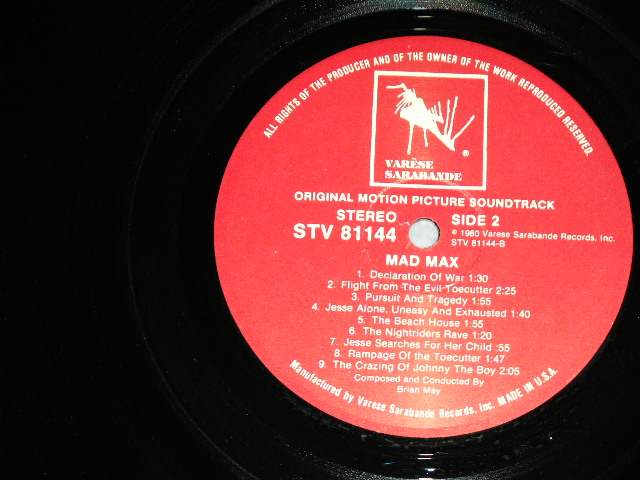 ALL RIGHTS OF THE PRODUCER AND OF THE OWNER OF THE WORK REPRODUCED RESERVED.
VARÈSE
SARABANDE
®
ORIGINAL MOTION PICTURE SOUNDTRACK
STEREO SIDE 2
STV 81144 ℗ 1980 Varese Sarabande Records, Inc.
STV 81144-B
MAD MAX
1. Declaration Of War 1:30
2. Flight From The Evil Toecutter 2:25
3. Pursuit And Tragedy 1:55
4. Jesse Alone, Uneasy And Exhausted 1:40
5. The Beach House 1:55
6. The Nightriders Rave 1:20
7. Jesse Searches For Her Child :55
8. Rampage Of the Toecutter 1:47
9. The Crazing Of Johnny The Boy 2:05
Composed and Conducted By
Brian May
Manufactured by Varese Sarabande Records, Inc. MADE IN U.S.A.